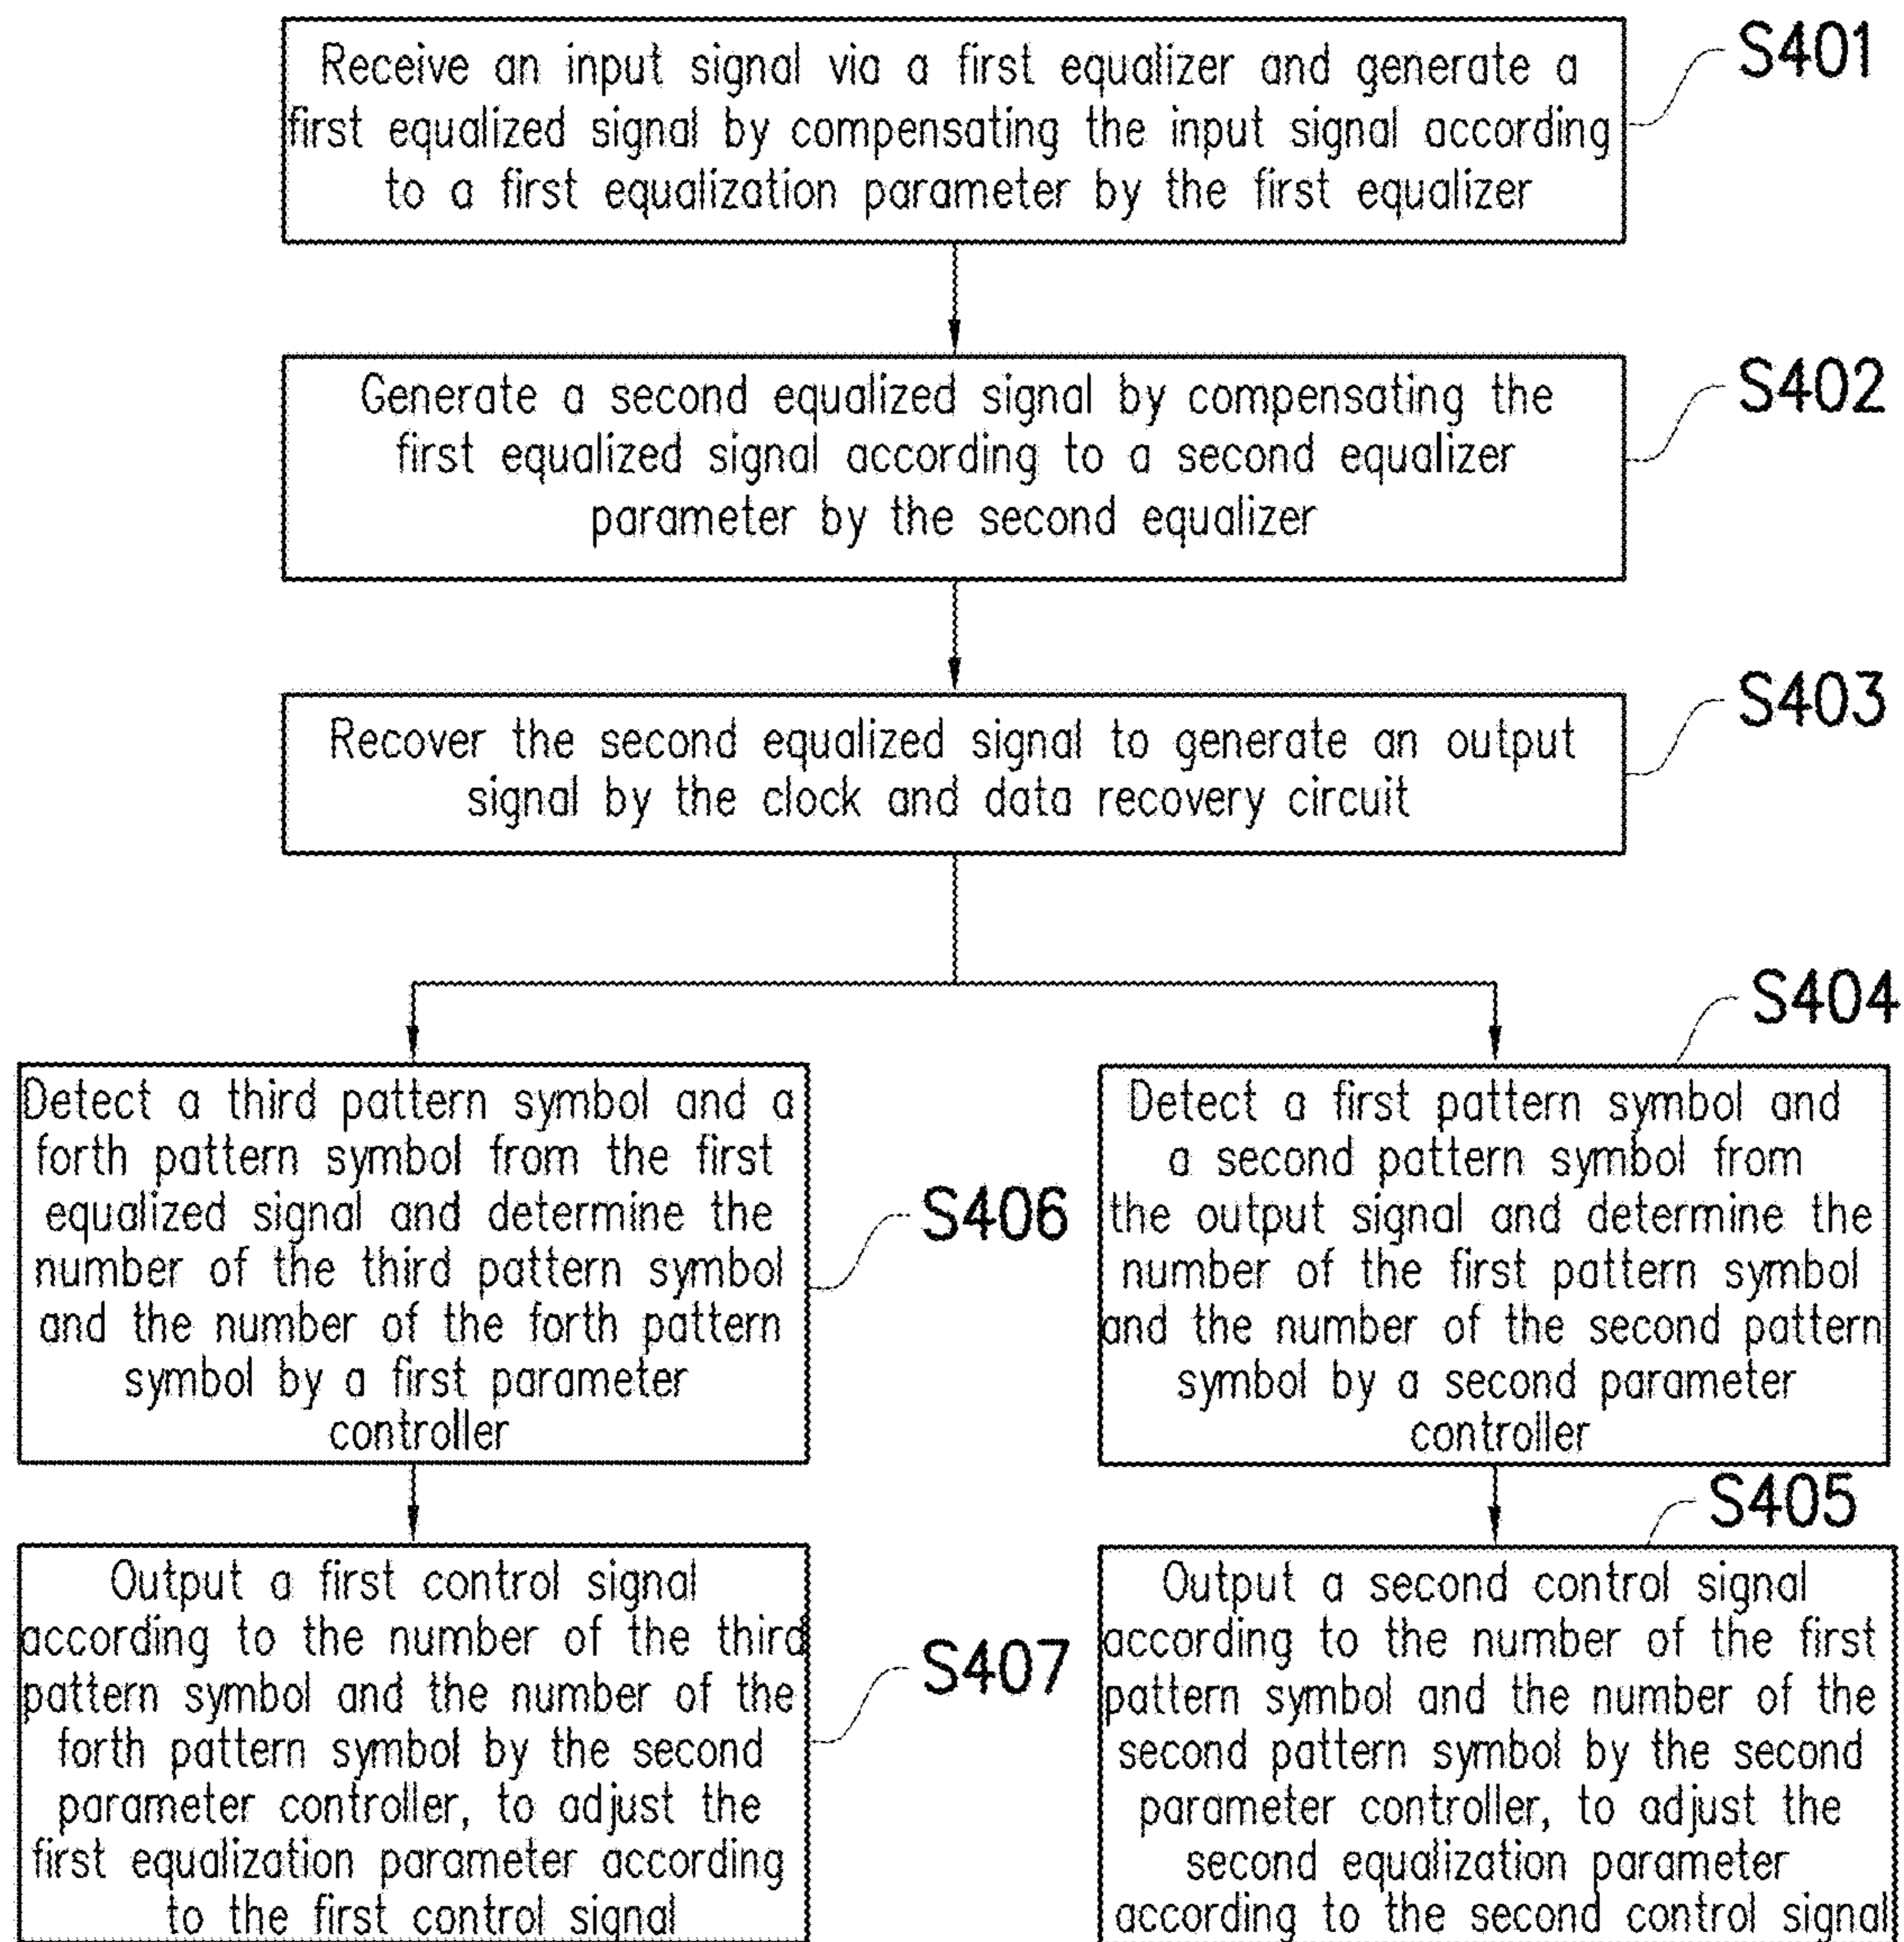 Receive an input signal via a first equalizer and generate a
first equalized signal by compensating the input signal according
to a first equalization parameter by the first equalizer
S401
Generate a second equalized signal by compensating the
first equalized signal according to a second equalizer
parameter by the second equalizer
S402
Recover the second equalized signal to generate an output
signal by the clock and data recovery circuit
S403
Detect a third pattern symbol and a
forth pattern symbol from the first
equalized signal and determine the
number of the third pattern symbol
and the number of the forth pattern
symbol by a first parameter
controller
S406
Detect a first pattern symbol and
a second pattern symbol from
the output signal and determine the
number of the first pattern symbol
and the number of the second pattern
symbol by a second parameter
controller
S404
Output a first control signal
according to the number of the third
pattern symbol and the number of the
forth pattern symbol by the second
parameter controller, to adjust the
first equalization parameter according
to the first control signal
S407
Output a second control signal
according to the number of the first
pattern symbol and the number of the
second pattern symbol by the second
parameter controller, to adjust the
second equalization parameter
according to the second control signal
S405